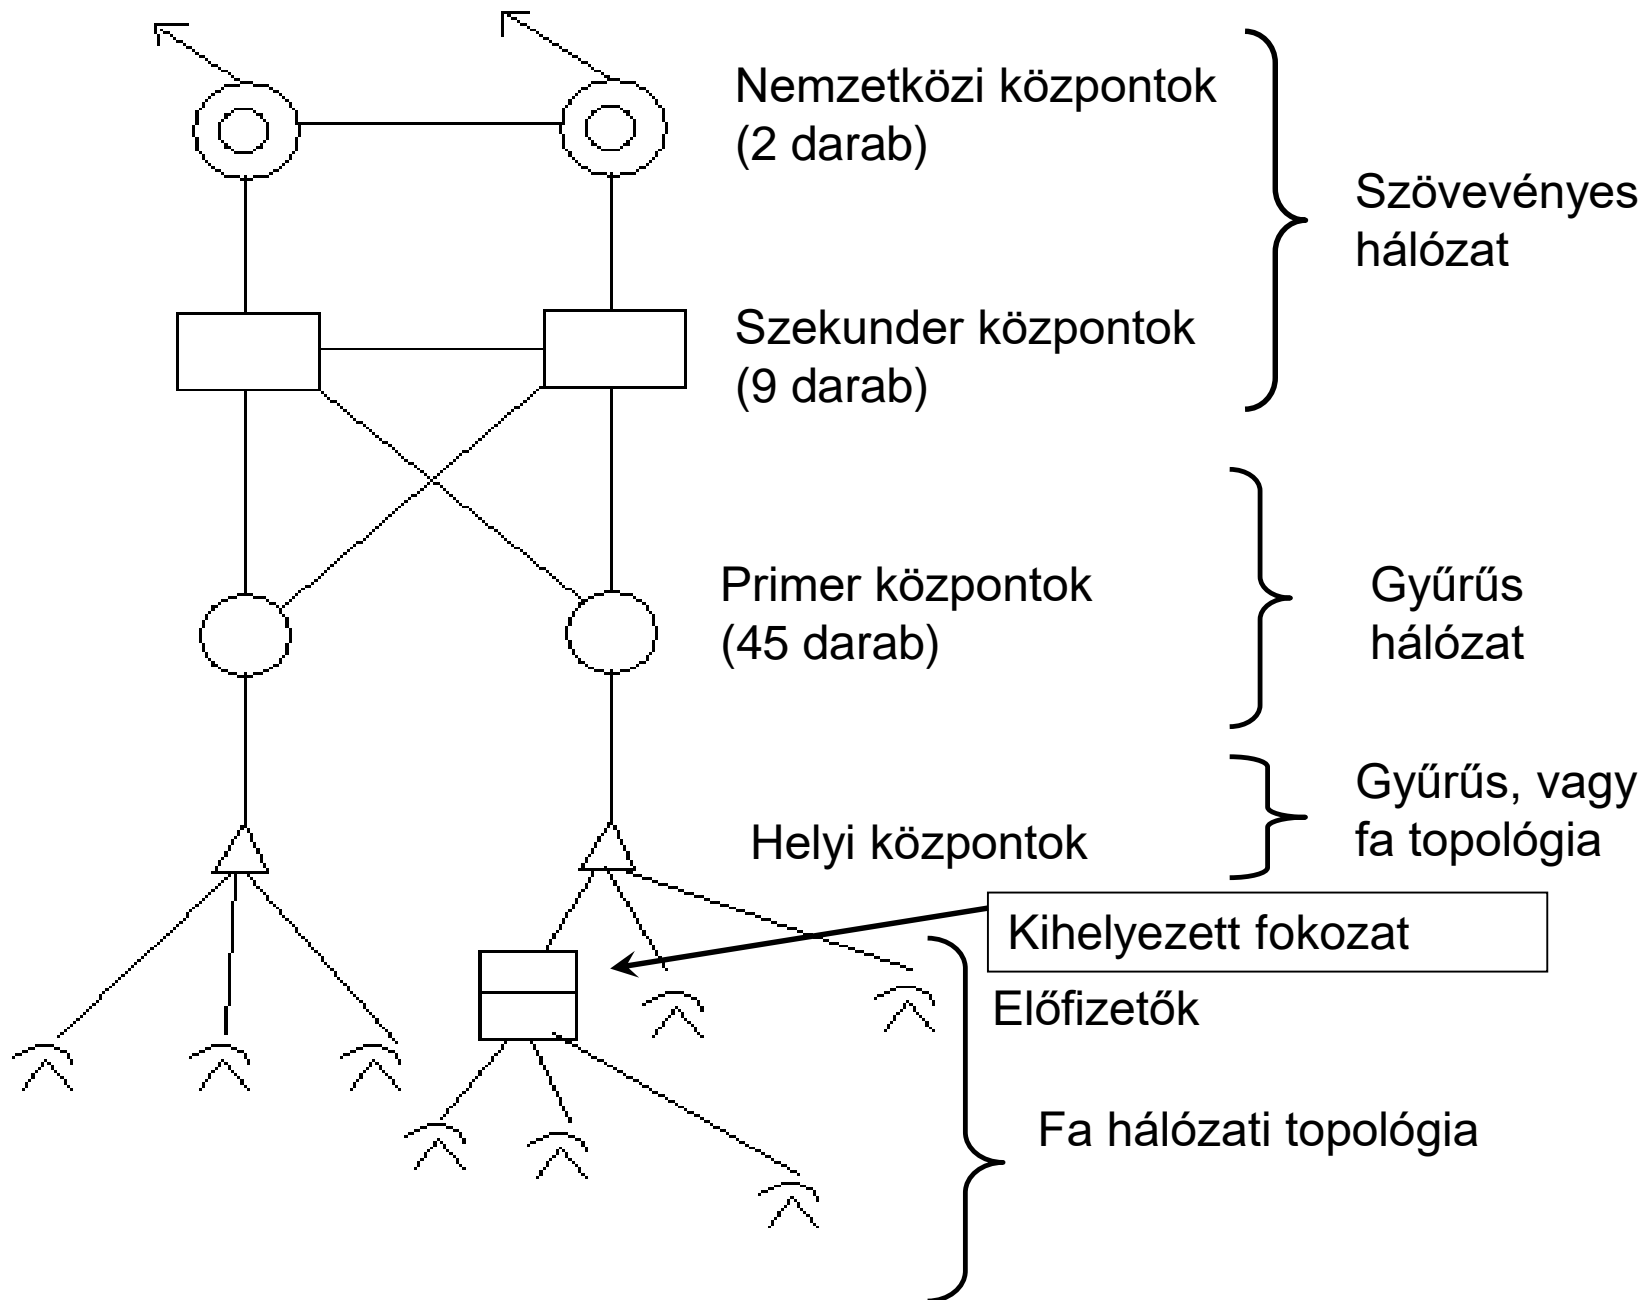 Nemzetközi központok
(2 darab)
Szövevényes
hálózat
Szekunder központok
(9 darab)
Primer központok
(45 darab)
Gyűrűs
hálózat
Helyi központok
Gyűrűs, vagy
fa topológia
Kihelyezett fokozat
Előfizetők
Fa hálózati topológia